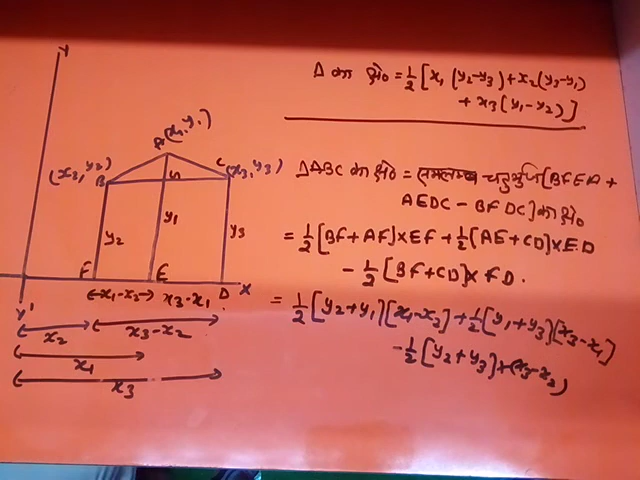 Y
Δ का क्षे० = 1/2 [x₁ (y₂-y₃) + x₂ (y₃-y₁)
+ x₃ (y₁-y₂)]
A(x₁, y₁)
(x₂, y₂)
B
C (x₃, y₃)
ΔABC का क्षे० = समलम्ब चतुर्भुज [BFEA +
AEDC - BFDC] का क्षे०
y₂
y₁
y₃
= 1/2 [BF+AF] × EF + 1/2 (AE+CD) × ED
- 1/2 [BF+CD] × FD.
F
E
D
X
x₁-x₂
x₃-x₁
= 1/2 [y₂+y₁] [x₁-x₂] + 1/2 [y₁+y₃] [x₃-x₁]
- 1/2 [y₂+y₃] + (x₃-x₂)
Y'
x₂
x₃-x₂
x₁
x₃